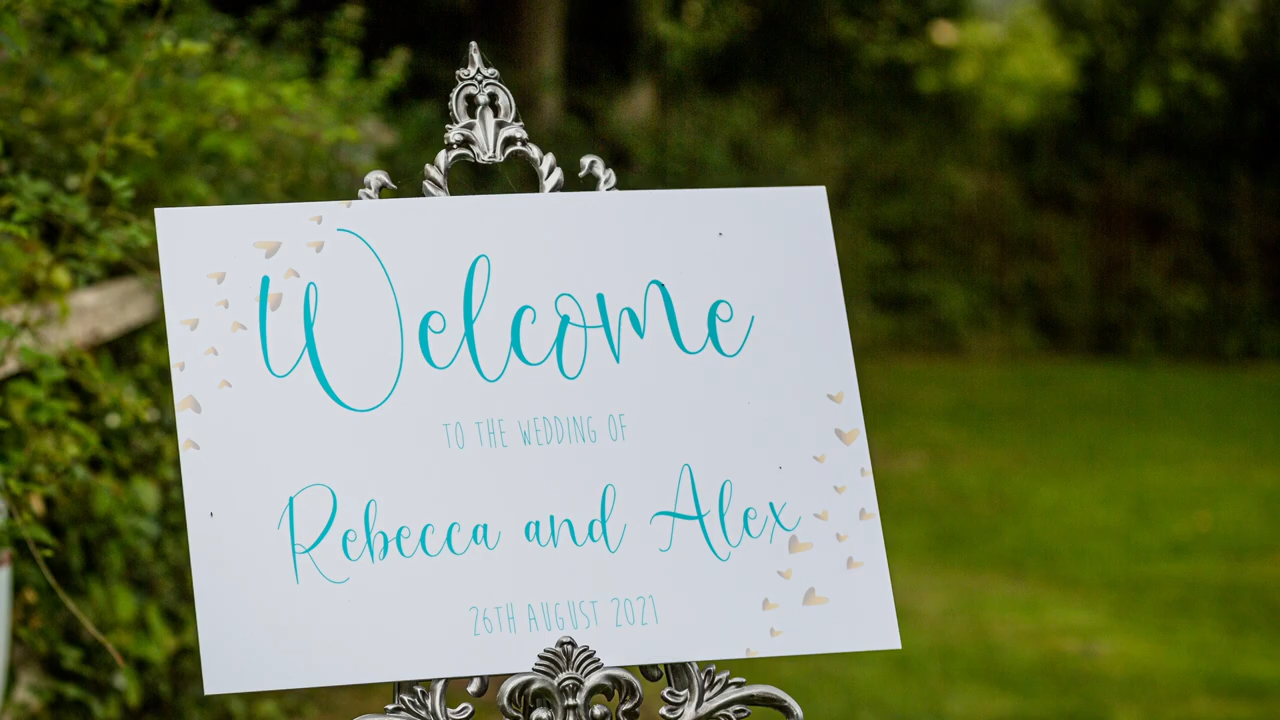 Welcome
TO THE WEDDING OF
Rebecca and Alex
26TH AUGUST 2021